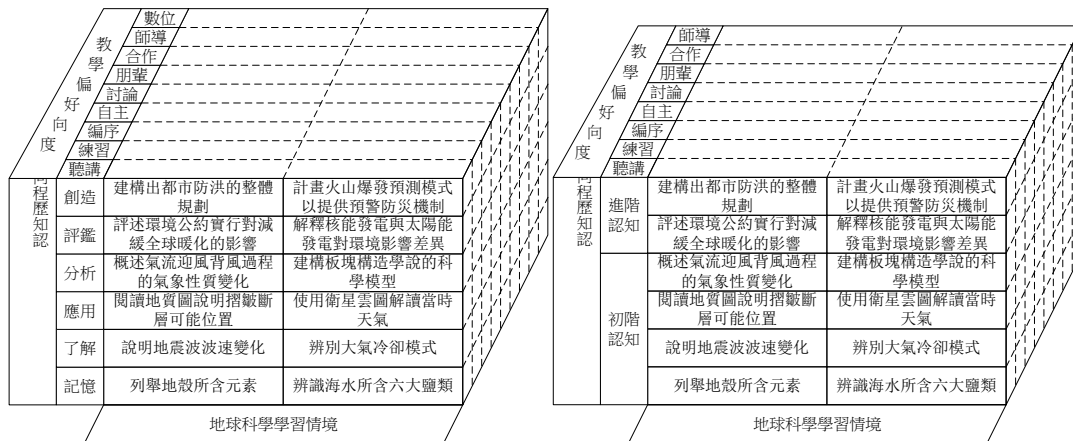 教學偏好向度
數位
師導
合作
朋輩
討論
自主
編序
練習
聽講
程歷知認
創造
建構出都市防洪的整體
規劃
計畫火山爆發預測模式
以提供預警防災機制
評鑑
評述環境公約實行對減
緩全球暖化的影響
解釋核能發電與太陽能
發電對環境影響差異
分析
概述氣流迎風背風過程
的氣象性質變化
建構板塊構造學說的科
學模型
應用
閱讀地質圖說明摺皺斷
層可能位置
使用衛星雲圖解讀當時
天氣
了解
說明地震波波速變化
辨別大氣冷卻模式
記憶
列舉地殼所含元素
辨識海水所含六大鹽類
地球科學學習情境
教學偏好向度
師導
合作
朋輩
討論
自主
編序
練習
聽講
程歷知認
進階
認知
建構出都市防洪的整體
規劃
計畫火山爆發預測模式
以提供預警防災機制
評述環境公約實行對減
緩全球暖化的影響
解釋核能發電與太陽能
發電對環境影響差異
初階
認知
概述氣流迎風背風過程
的氣象性質變化
建構板塊構造學說的科
學模型
閱讀地質圖說明摺皺斷
層可能位置
使用衛星雲圖解讀當時
天氣
說明地震波波速變化
辨別大氣冷卻模式
列舉地殼所含元素
辨識海水所含六大鹽類
地球科學學習情境